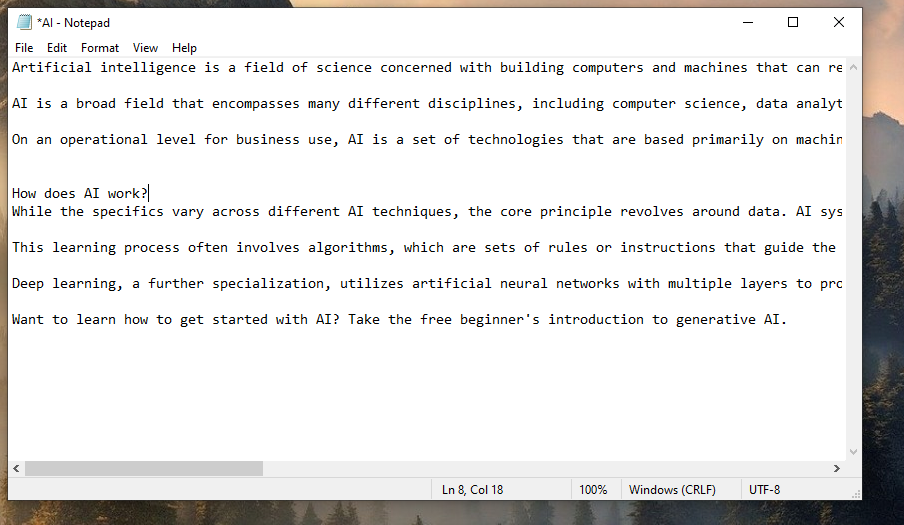 *AI - Notepad
File Edit Format View Help
Artificial intelligence is a field of science concerned with building computers and machines that can re
AI is a broad field that encompasses many different disciplines, including computer science, data analyt
On an operational level for business use, AI is a set of technologies that are based primarily on machin
How does AI work?
While the specifics vary across different AI techniques, the core principle revolves around data. AI sys
This learning process often involves algorithms, which are sets of rules or instructions that guide the
Deep learning, a further specialization, utilizes artificial neural networks with multiple layers to pro
Want to learn how to get started with AI? Take the free beginner's introduction to generative AI.
Ln 8, Col 18 100% Windows (CRLF) UTF-8